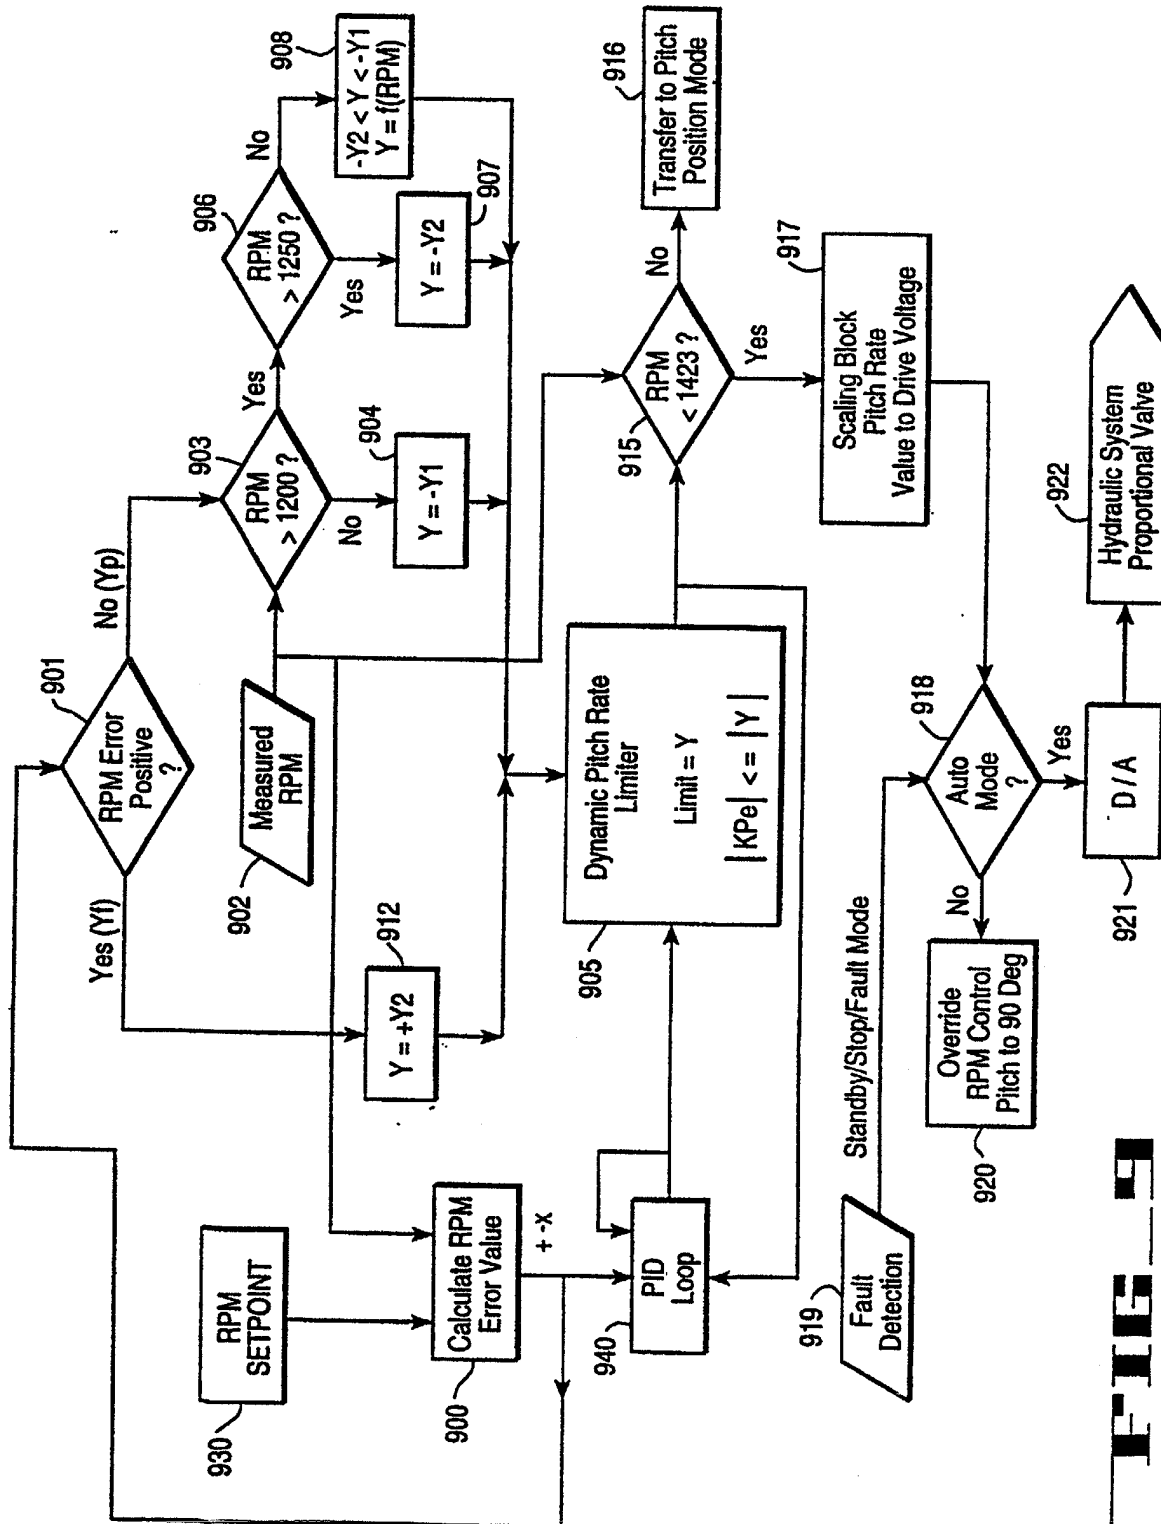 RPM
SETPOINT
930
Calculate RPM
Error Value
900
+ -x
PID
Loop
940
RPM Error
Positive
?
901
Yes (Yf)
No (Yp)
Measured
RPM
902
Y = +Y2
912
RPM
> 1200 ?
903
Yes
No
Y = -Y1
904
RPM
> 1250 ?
906
Yes
No
Y = -Y2
907
-Y2 < Y < -Y1
Y = f(RPM)
908
Dynamic Pitch Rate
Limiter
Limit = Y
|KPe| <= |Y|
905
RPM
< 1423 ?
915
No
Yes
Transfer to Pitch
Position Mode
916
Scaling Block
Pitch Rate
Value to Drive Voltage
917
Fault
Detection
919
Standby/Stop/Fault Mode
Auto
Mode
?
918
No
Yes
Override
RPM Control
Pitch to 90 Deg
920
D / A
921
Hydraulic System
Proportional Valve
922
FIG 9